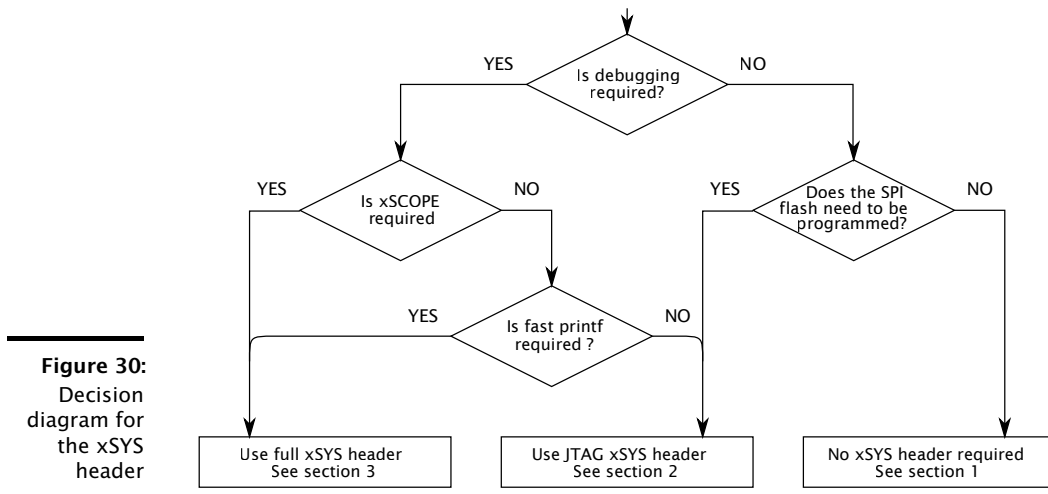 YES
Is debugging
required?
NO
YES
Is xSCOPE
required
NO
YES
Does the SPI
flash need to be
programmed?
NO
YES
Is fast printf
required ?
NO
Figure 30:
Decision
diagram for
the xSYS
header
Use full xSYS header
See section 3
Use JTAG xSYS header
See section 2
No xSYS header required
See section 1